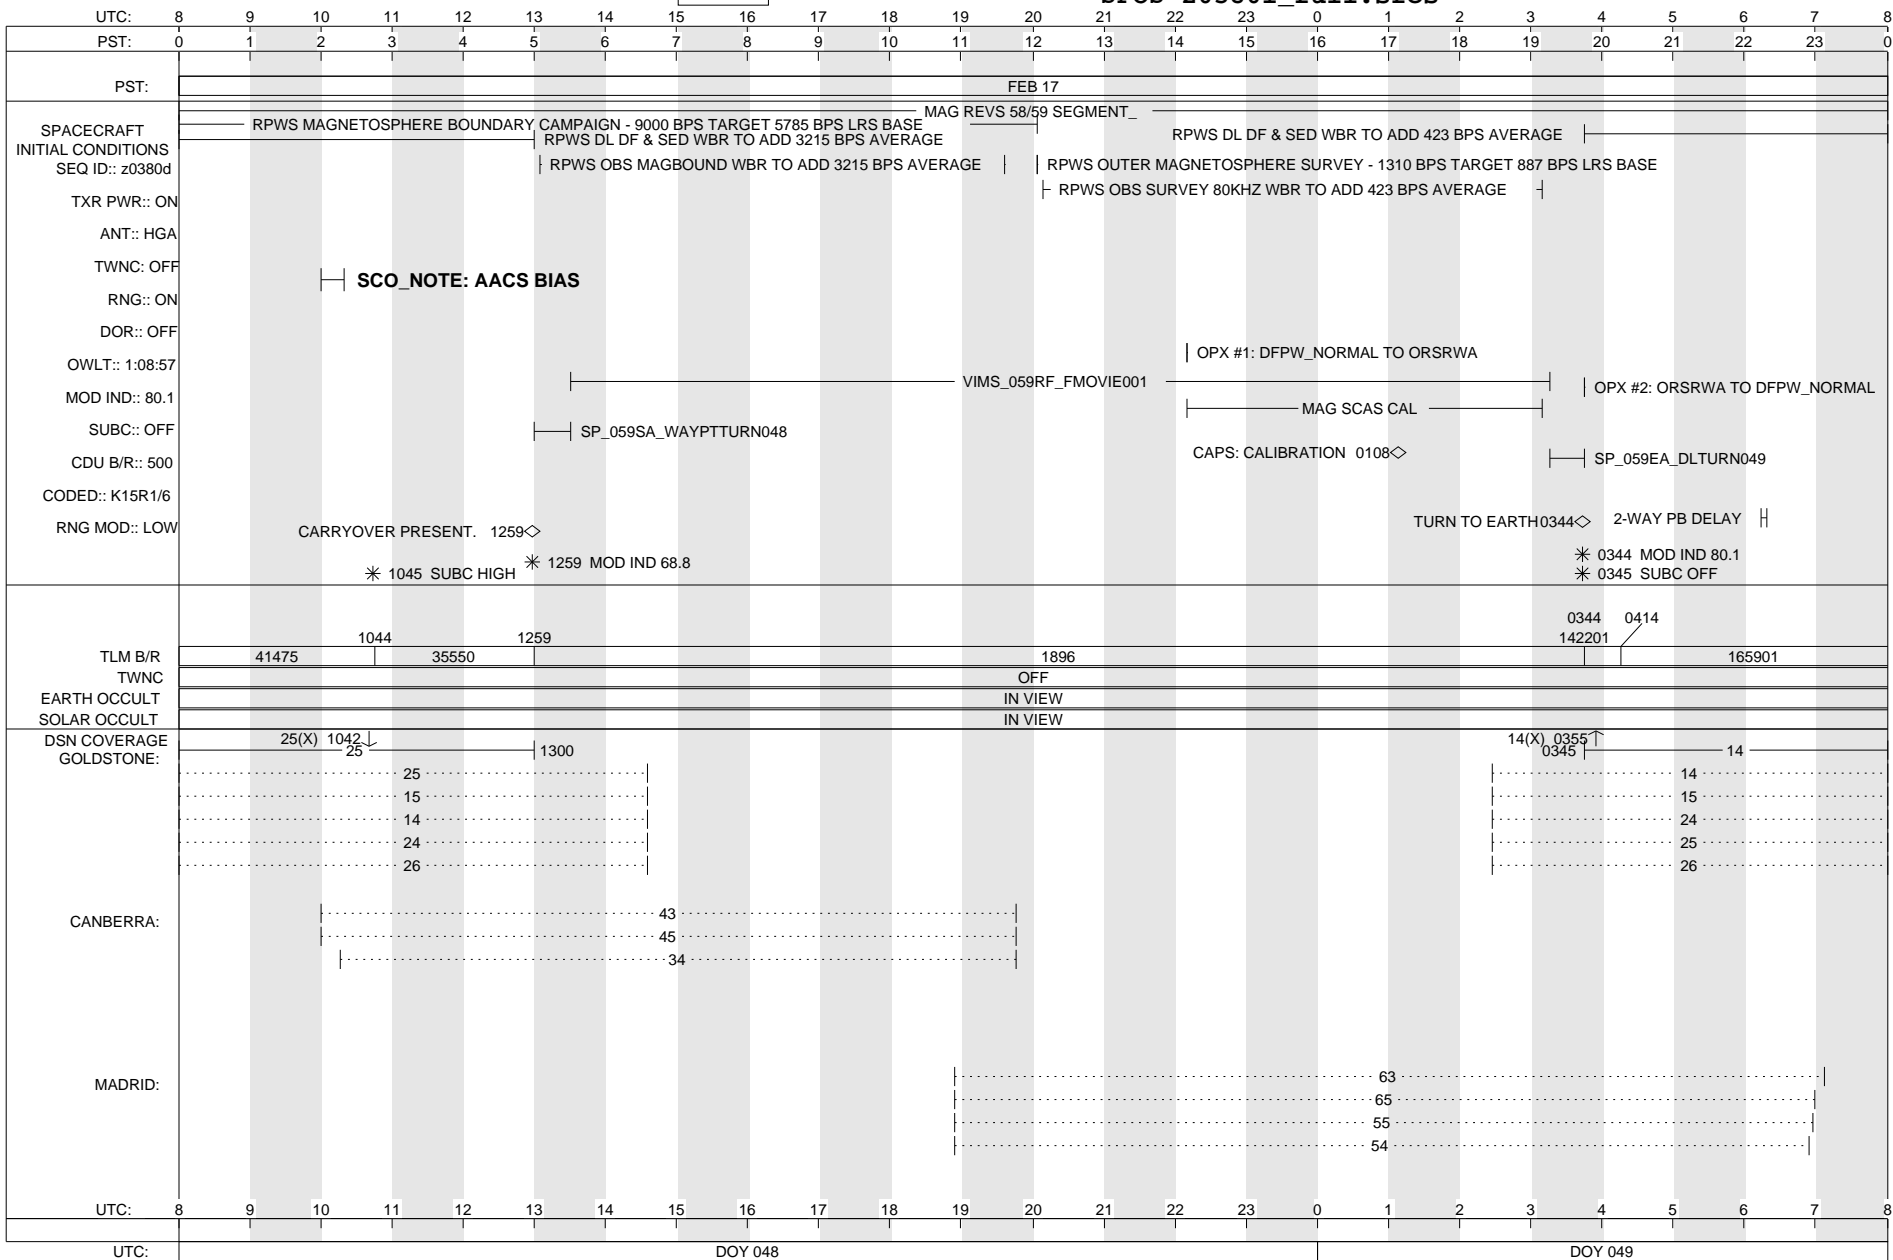 UTC: 8 9 10 11 12 13 14 15 16 17 18 19 20 21 22 23 0 1 2 3 4 5 6 7 8
PST: 0 1 2 3 4 5 6 7 8 9 10 11 12 13 14 15 16 17 18 19 20 21 22 23 0
PST: FEB 17
MAG REVS 58/59 SEGMENT_
RPWS MAGNETOSPHERE BOUNDARY CAMPAIGN - 9000 BPS TARGET 5785 BPS LRS BASE
SPACECRAFT
INITIAL CONDITIONS
RPWS DL DF & SED WBR TO ADD 3215 BPS AVERAGE
RPWS DL DF & SED WBR TO ADD 423 BPS AVERAGE
SEQ ID:: z0380d
RPWS OBS MAGBOUND WBR TO ADD 3215 BPS AVERAGE
RPWS OUTER MAGNETOSPHERE SURVEY - 1310 BPS TARGET 887 BPS LRS BASE
RPWS OBS SURVEY 80KHZ WBR TO ADD 423 BPS AVERAGE
TXR PWR:: ON
ANT:: HGA
TWNC: OFF
SCO_NOTE: AACS BIAS
RNG:: ON
DOR:: OFF
OPX #1: DFPW_NORMAL TO ORSRWA
OWLT:: 1:08:57
VIMS_059RF_FMOVIE001
OPX #2: ORSRWA TO DFPW_NORMAL
MOD IND:: 80.1
MAG SCAS CAL
SUBC:: OFF
SP_059SA_WAYPTTURN048
CAPS: CALIBRATION 0108
SP_059EA_DLTURN049
CDU B/R:: 500
CODED:: K15R1/6
RNG MOD:: LOW
CARRYOVER PRESENT. 1259
TURN TO EARTH0344
2-WAY PB DELAY
1259 MOD IND 68.8
0344 MOD IND 80.1
1045 SUBC HIGH
0345 SUBC OFF
0344 0414
1044 1259 142201
TLM B/R 41475 35550 1896 165901
TWNC OFF
EARTH OCCULT IN VIEW
SOLAR OCCULT IN VIEW
DSN COVERAGE 25(X) 1042 14(X) 0355
GOLDSTONE: 25 1300 0345 14
25 14
15 15
14 24
24 25
26 26
CANBERRA: 43
45
34
MADRID: 63
65
55
54
UTC: 8 9 10 11 12 13 14 15 16 17 18 19 20 21 22 23 0 1 2 3 4 5 6 7 8
UTC: DOY 048 DOY 049